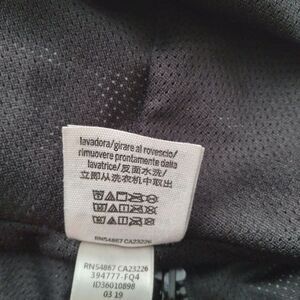 lavadora/girare al rovescio/
rimuovere prontamente dalla
lavatrice/反面水洗/
立即从洗衣机中取出
RN54867 CA23226
RN54867 CA23226
394777-FQ4
ID36010898
03 19